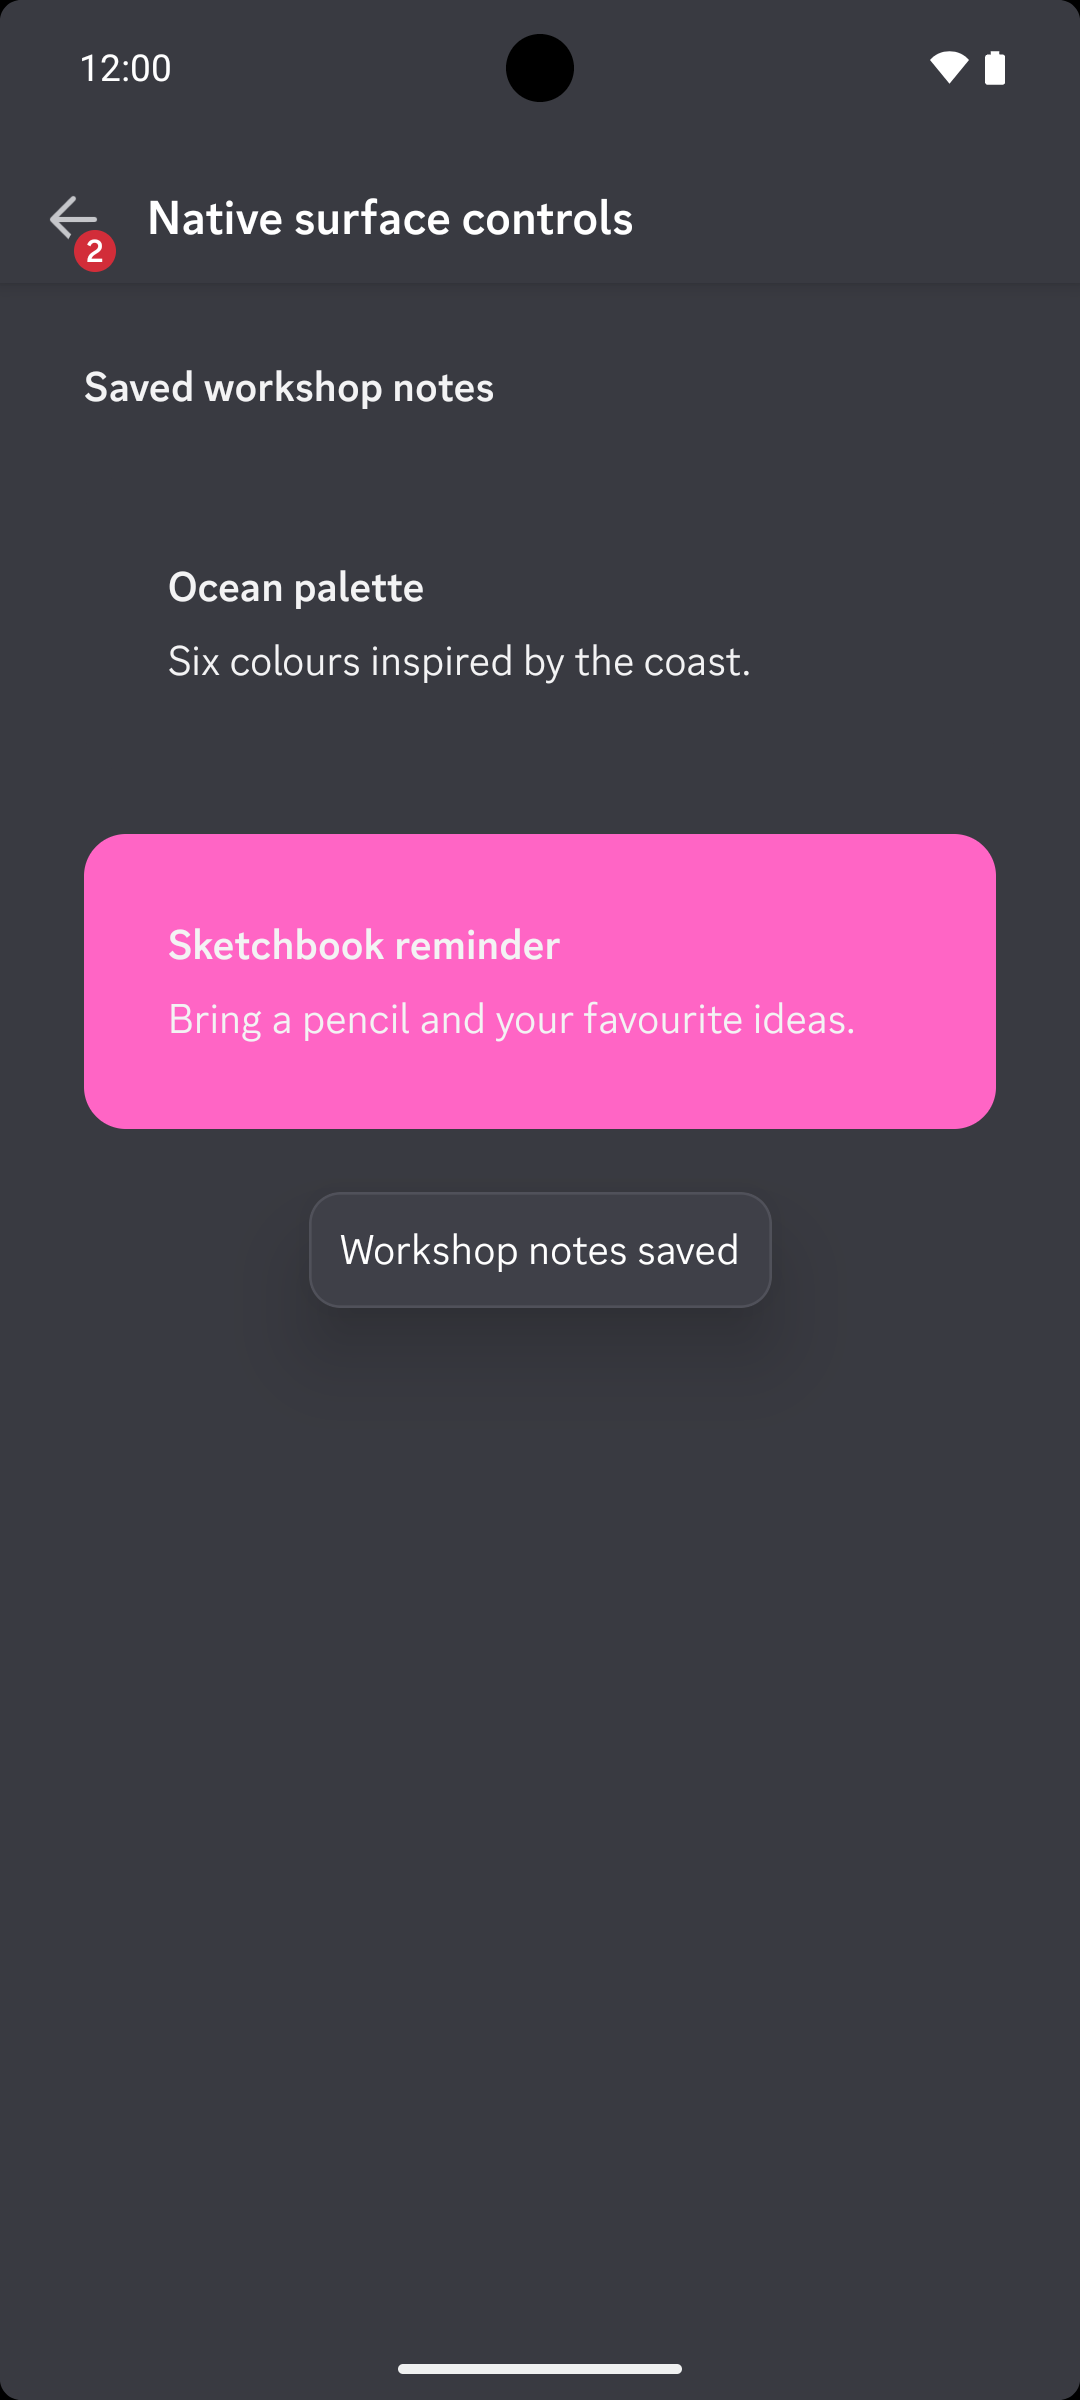 12:00
Native surface controls
2
Saved workshop notes
Ocean palette
Six colours inspired by the coast.
Sketchbook reminder
Bring a pencil and your favourite ideas.
Workshop notes saved